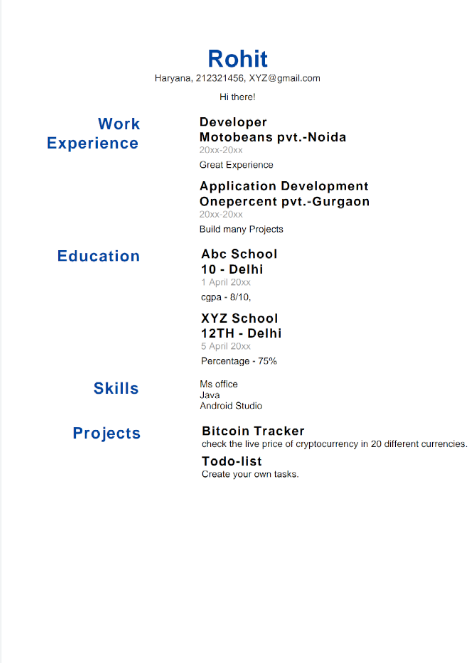 Rohit
Haryana, 212321456, XYZ@gmail.com
Hi there!
Work
Experience
Developer
Motobeans pvt.-Noida
20xx-20xx
Great Experience
Application Development
Onepercent pvt.-Gurgaon
20xx-20xx
Build many Projects
Education
Abc School
10 - Delhi
1 April 20xx
cgpa - 8/10,
XYZ School
12TH - Delhi
5 April 20xx
Percentage - 75%
Skills
Ms office
Java
Android Studio
Projects
Bitcoin Tracker
check the live price of cryptocurrency in 20 different currencies.
Todo-list
Create your own tasks.